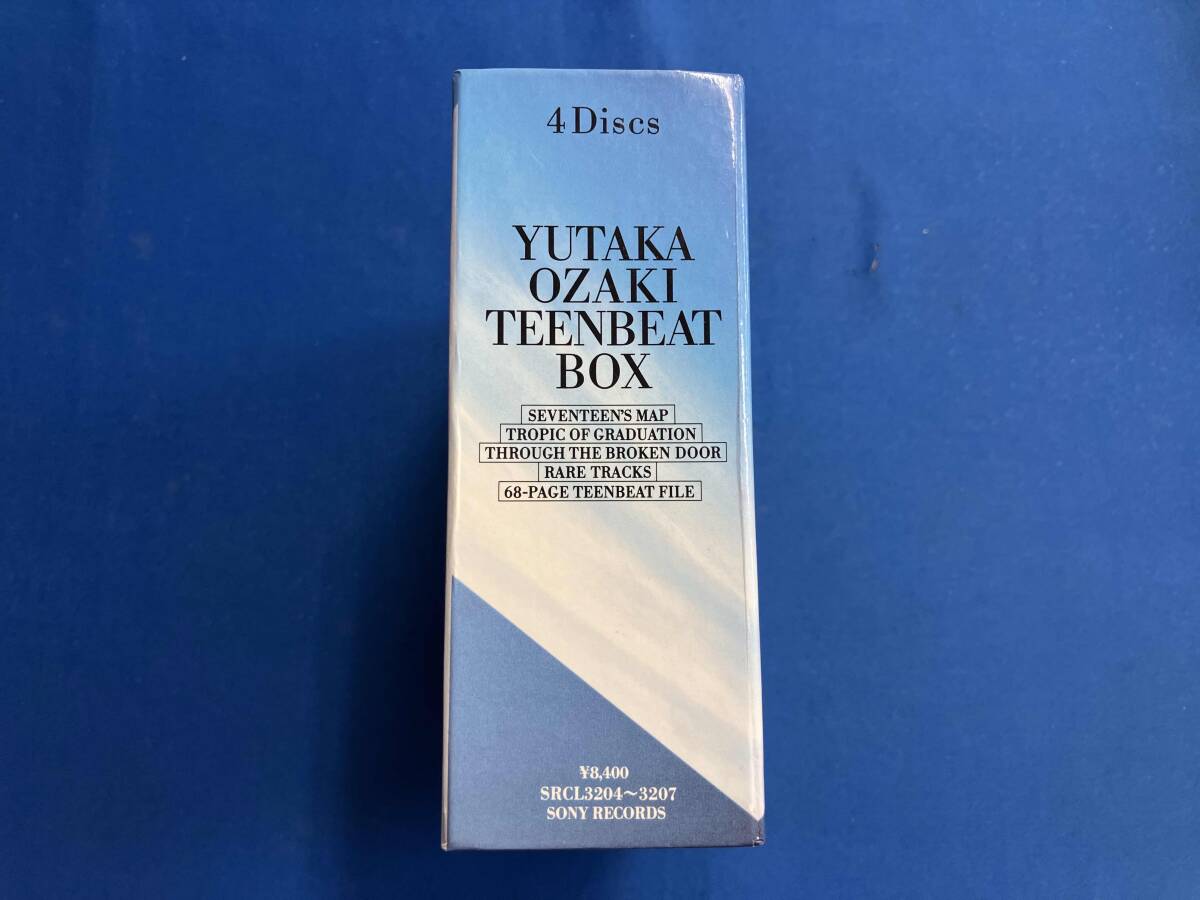 4 Discs
YUTAKA
OZAKI
TEENBEAT
BOX
SEVENTEEN'S MAP
TROPIC OF GRADUATION
THROUGH THE BROKEN DOOR
RARE TRACKS
68-PAGE TEENBEAT FILE
¥8,400
SRCL3204〜3207
SONY RECORDS